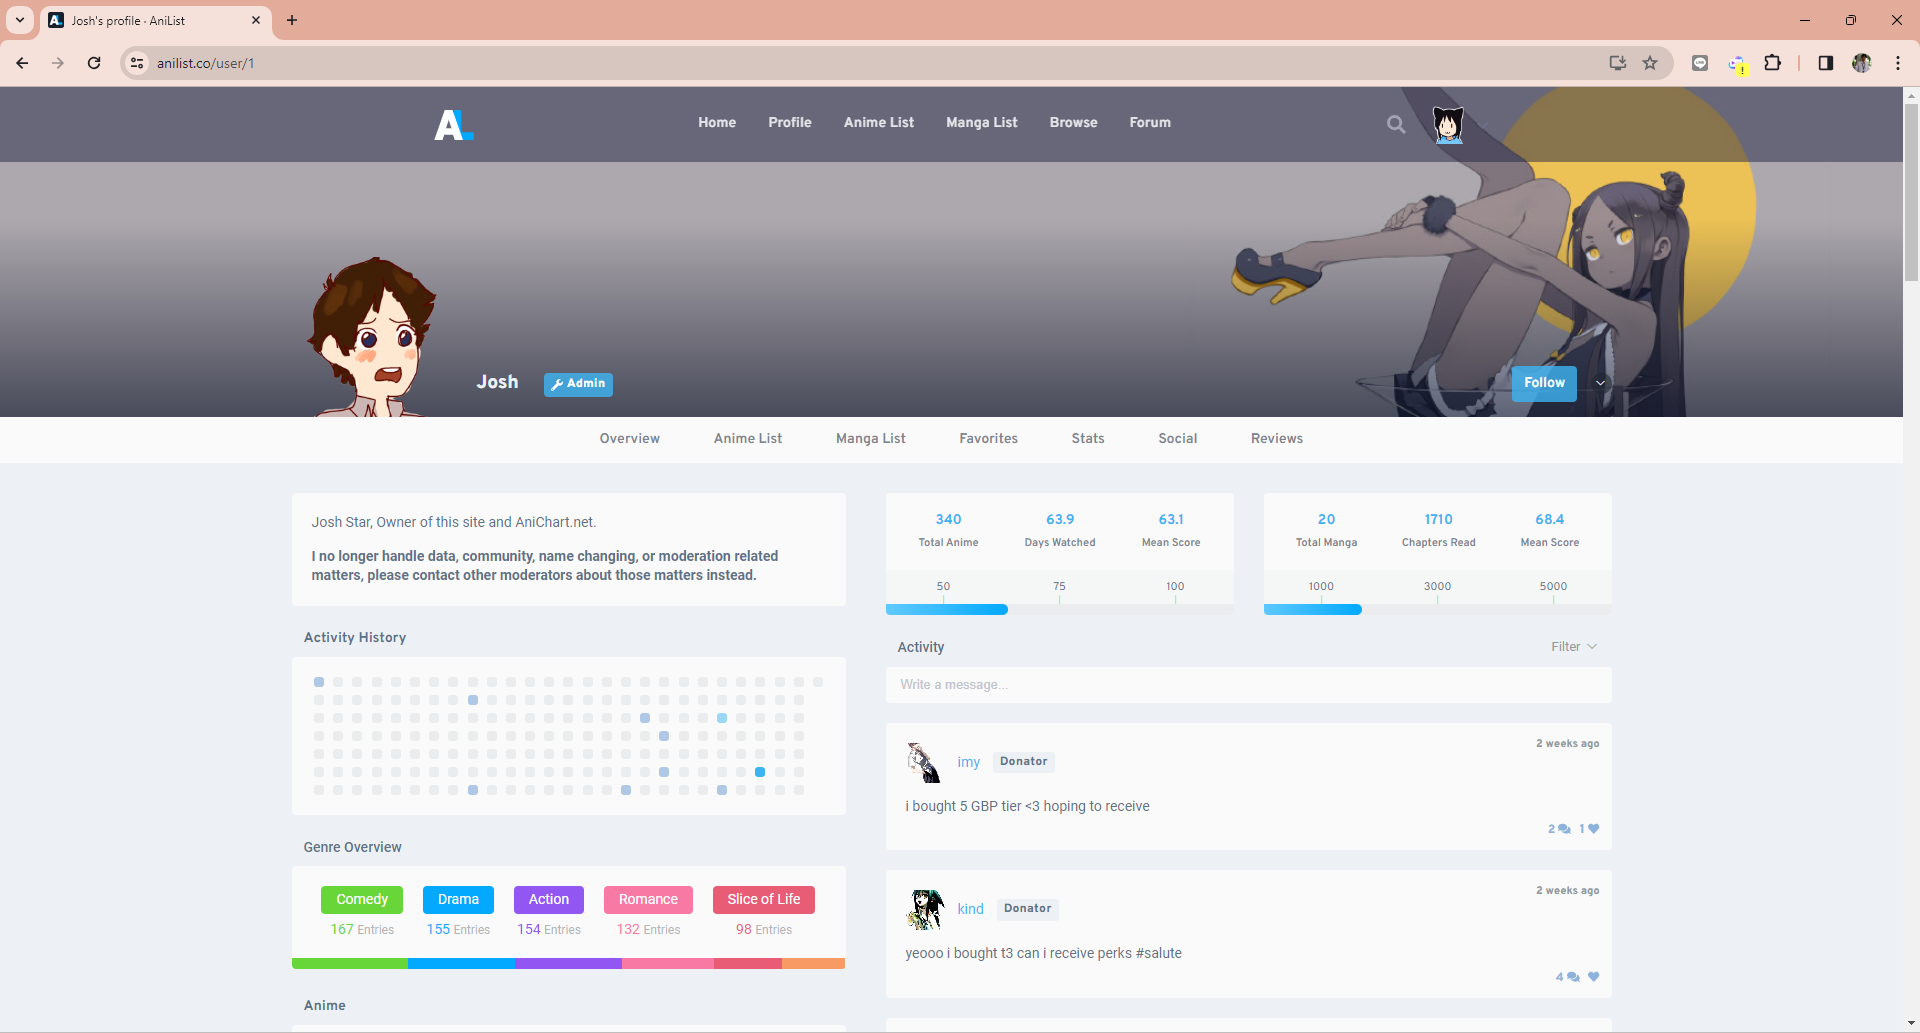 Josh's profile · AniList
anilist.co/user/1
AL
Home Profile Anime List Manga List Browse Forum
Josh Admin
Follow
Overview Anime List Manga List Favorites Stats Social Reviews
Josh Star, Owner of this site and AniChart.net.
I no longer handle data, community, name changing, or moderation related
matters, please contact other moderators about those matters instead.
Activity History
Genre Overview
Comedy Drama Action Romance Slice of Life
167 Entries 155 Entries 154 Entries 132 Entries 98 Entries
Anime
340 63.9 63.1
Total Anime Days Watched Mean Score
50 75 100
20 1710 68.4
Total Manga Chapters Read Mean Score
1000 3000 5000
Activity Filter
Write a message...
imy Donator 2 weeks ago
i bought 5 GBP tier <3 hoping to receive
2 1
kind Donator 2 weeks ago
yeooo i bought t3 can i receive perks #salute
4